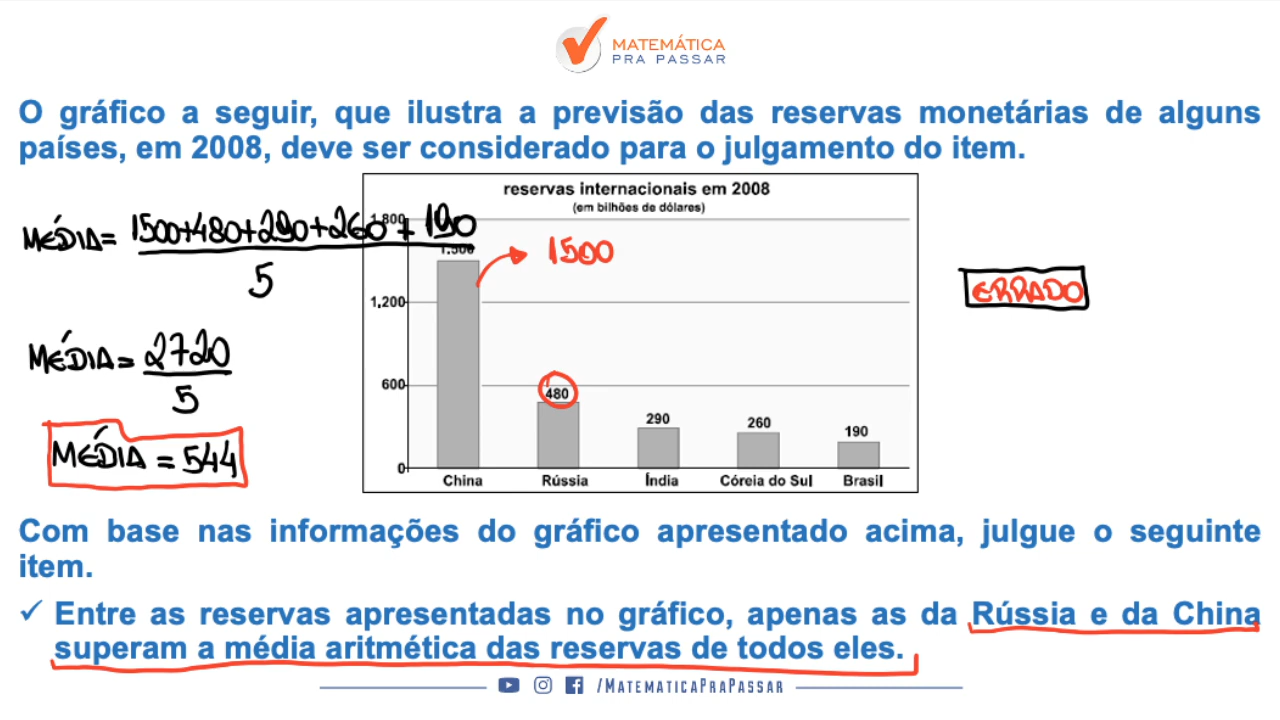 MATEMÁTICA
PRA PASSAR
O gráfico a seguir, que ilustra a previsão das reservas monetárias de alguns
países, em 2008, deve ser considerado para o julgamento do item.
reservas internacionais em 2008
(em bilhões de dólares)
MÉDIA= 1500+480+290+260+190
5
1,800
1.500
1500
1,200
ERRADO
MÉDIA= 2720
5
600
480
290
260
190
MÉDIA = 544
0
China Rússia Índia Córeia do Sul Brasil
Com base nas informações do gráfico apresentado acima, julgue o seguinte
item.
✓ Entre as reservas apresentadas no gráfico, apenas as da Rússia e da China
superam a média aritmética das reservas de todos eles.
/MATEMATICAPRAPASSAR